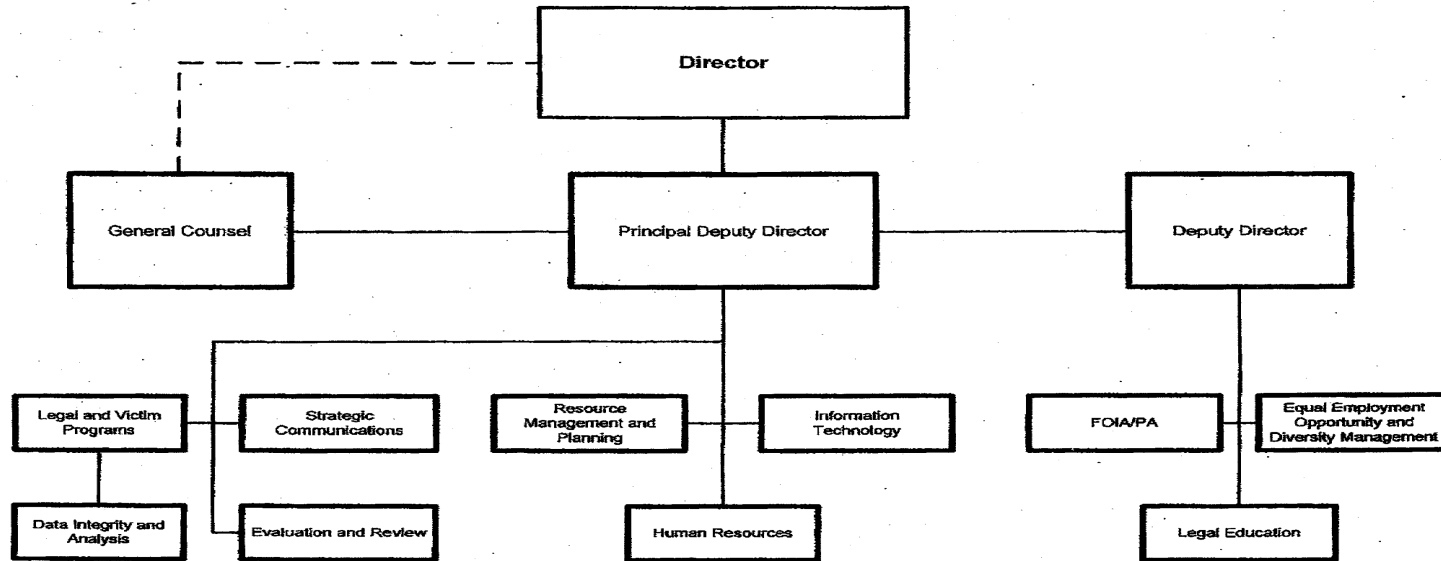 Director
General Counsel
Principal Deputy Director
Deputy Director
Legal and Victim
Programs
Strategic
Communications
Resource
Management and
Planning
Information
Technology
FOIA/PA
Equal Employment
Opportunity and
Diversity Management
Data Integrity and
Analysis
Evaluation and Review
Human Resources
Legal Education